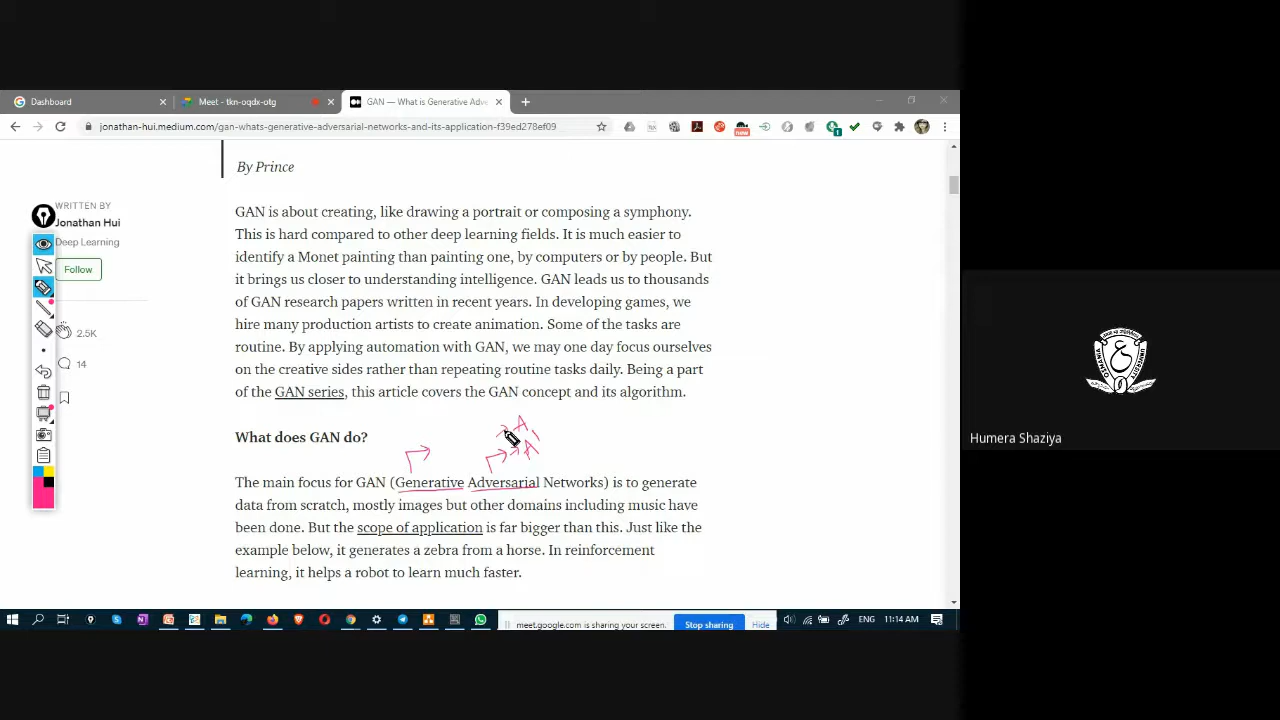 Dashboard
Meet - tkn-oqdx-otg
GAN — What is Generative Adve
jonathan-hui.medium.com/gan-whats-generative-adversarial-networks-and-its-application-f39ed278ef09
new
1
By Prince
WRITTEN BY
Jonathan Hui
Deep Learning
Follow
2.5K
14
GAN is about creating, like drawing a portrait or composing a symphony.
This is hard compared to other deep learning fields. It is much easier to
identify a Monet painting than painting one, by computers or by people. But
it brings us closer to understanding intelligence. GAN leads us to thousands
of GAN research papers written in recent years. In developing games, we
hire many production artists to create animation. Some of the tasks are
routine. By applying automation with GAN, we may one day focus ourselves
on the creative sides rather than repeating routine tasks daily. Being a part
of the GAN series, this article covers the GAN concept and its algorithm.
A
What does GAN do?
A
The main focus for GAN (Generative Adversarial Networks) is to generate
data from scratch, mostly images but other domains including music have
been done. But the scope of application is far bigger than this. Just like the
example below, it generates a zebra from a horse. In reinforcement
learning, it helps a robot to learn much faster.
meet.google.com is sharing your screen.
Stop sharing
Hide
ENG
11:14 AM
Humera Shaziya